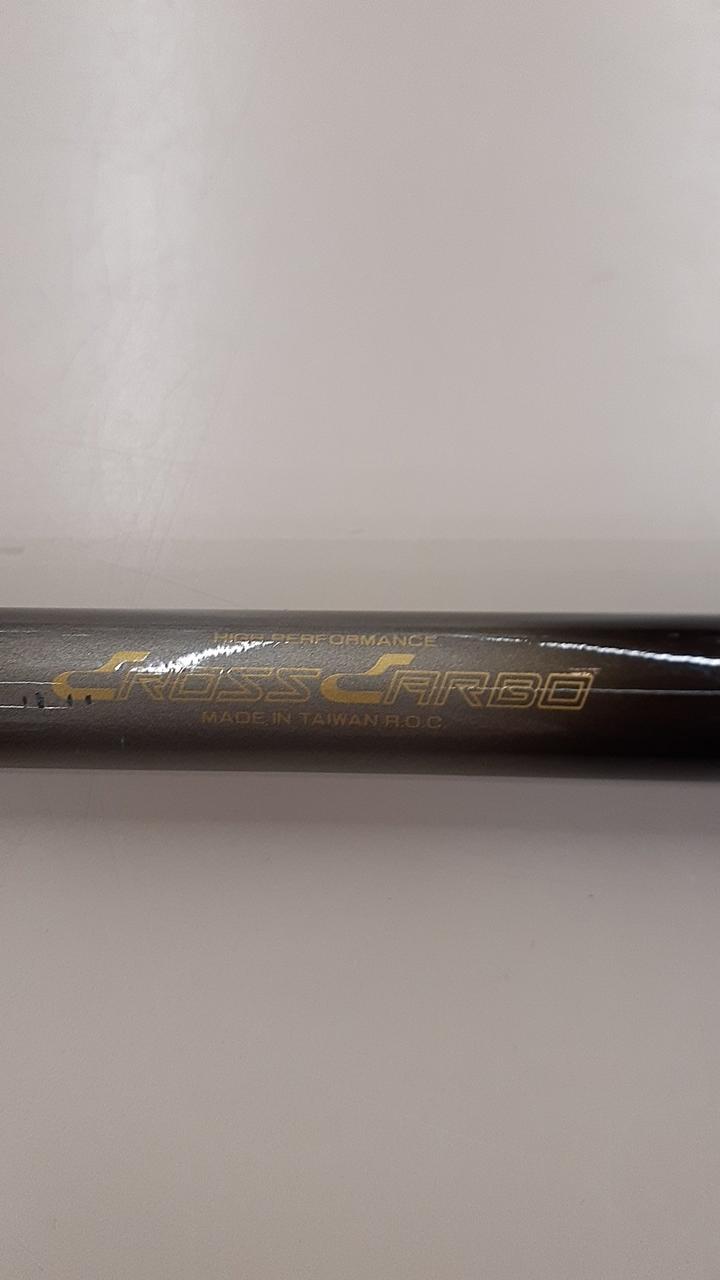 HIGH PERFORMANCE
CROSS CARBO
MADE IN TAIWAN R.O.C.